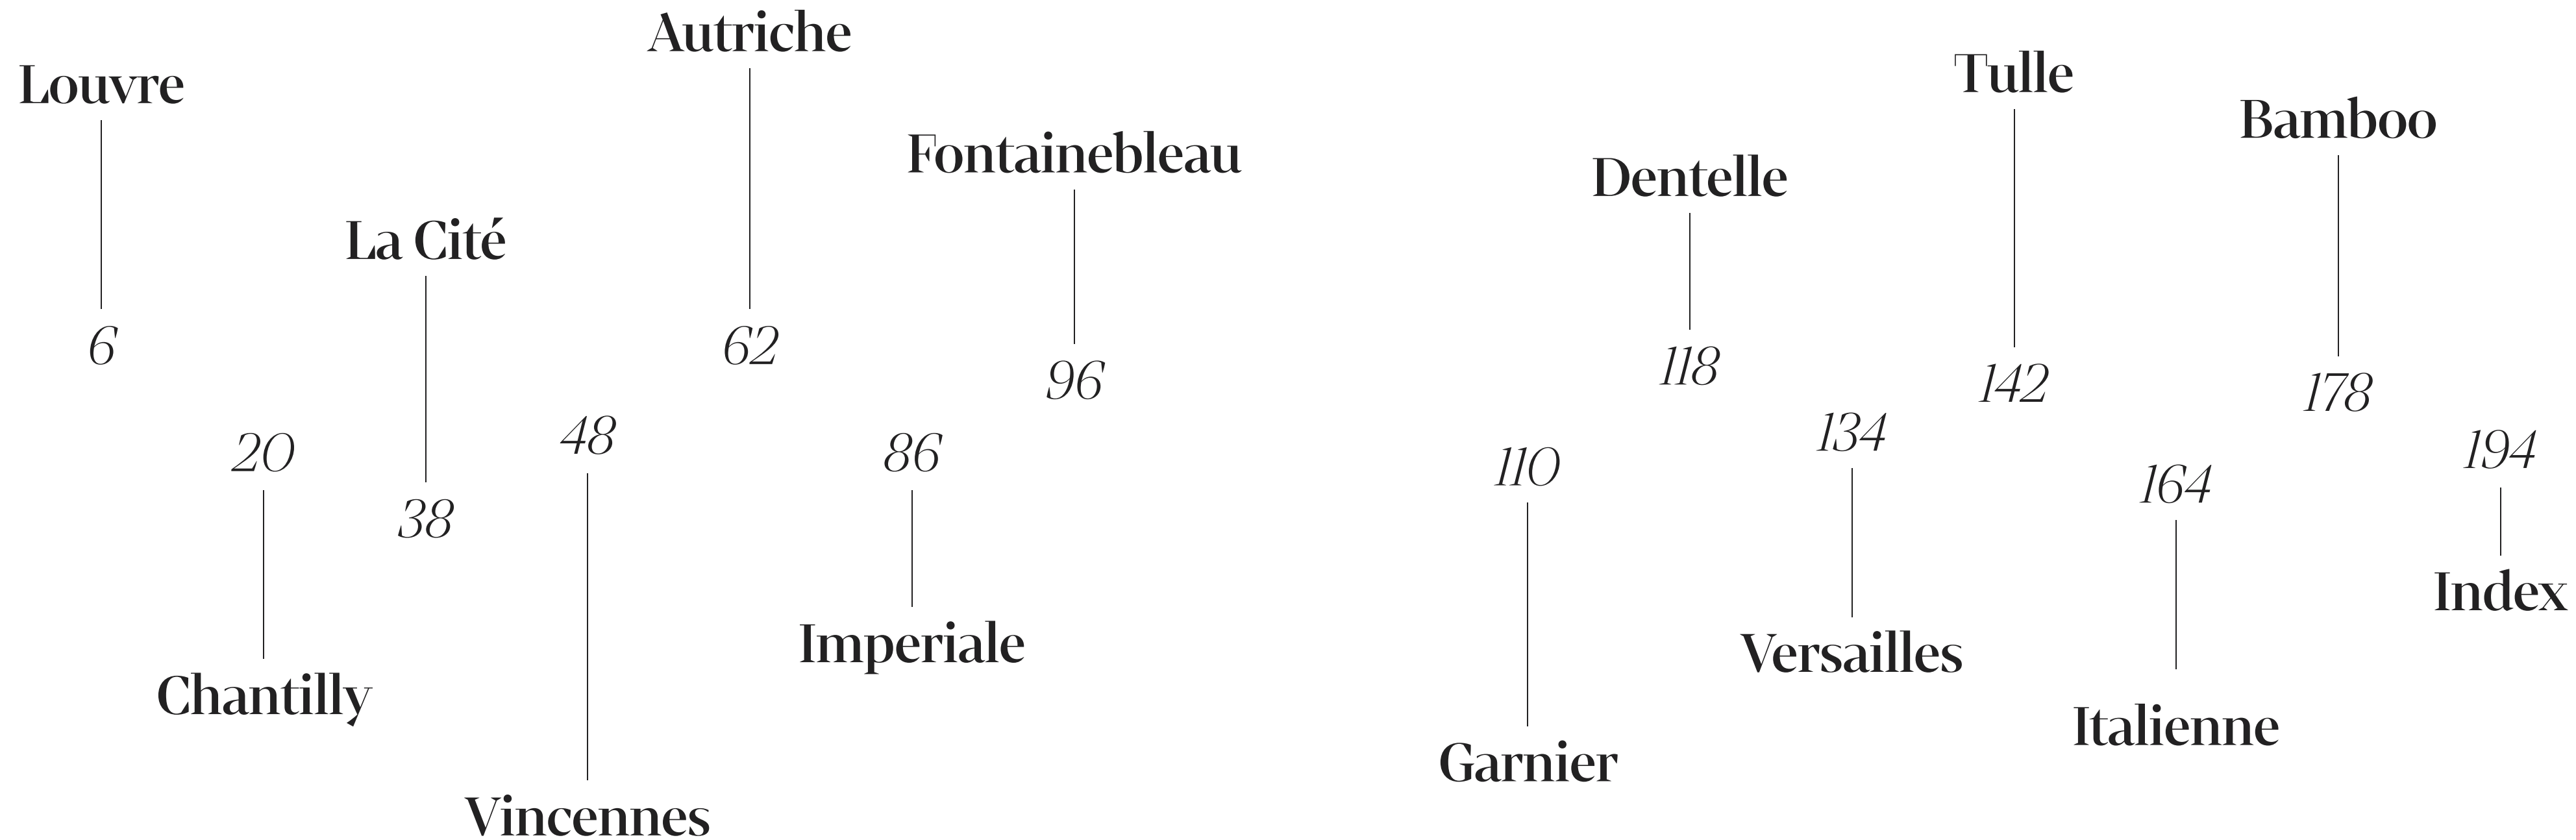 Louvre
6
20
Chantilly
La Cité
38
48
Vincennes
Autriche
62
86
Imperiale
Fontainebleau
96
110
Garnier
Dentelle
118
134
Versailles
Tulle
142
164
Italienne
Bamboo
178
194
Index